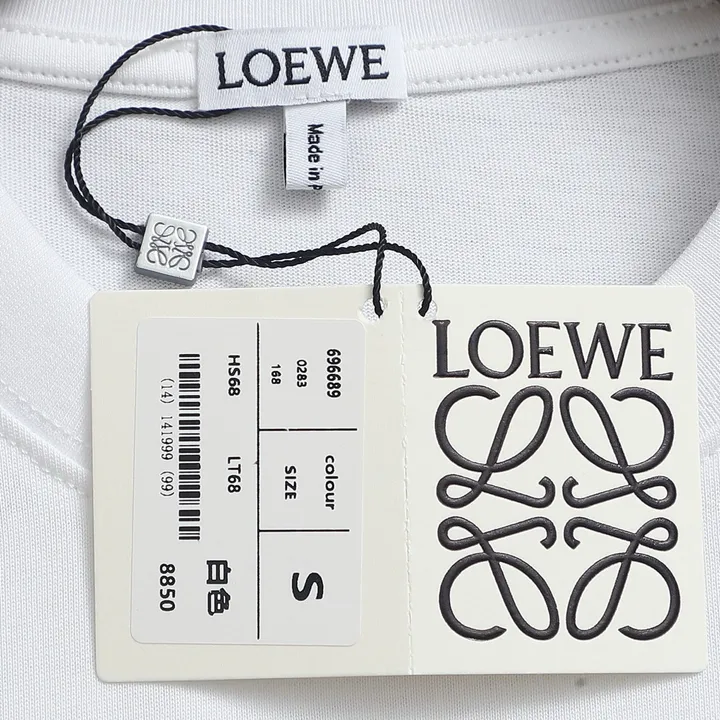 LOEWE
Made in P
LOEWE
696689
0283
168
colour
SIZE
S
HS68
LT68
白色
(14) 141999 (99)
8850